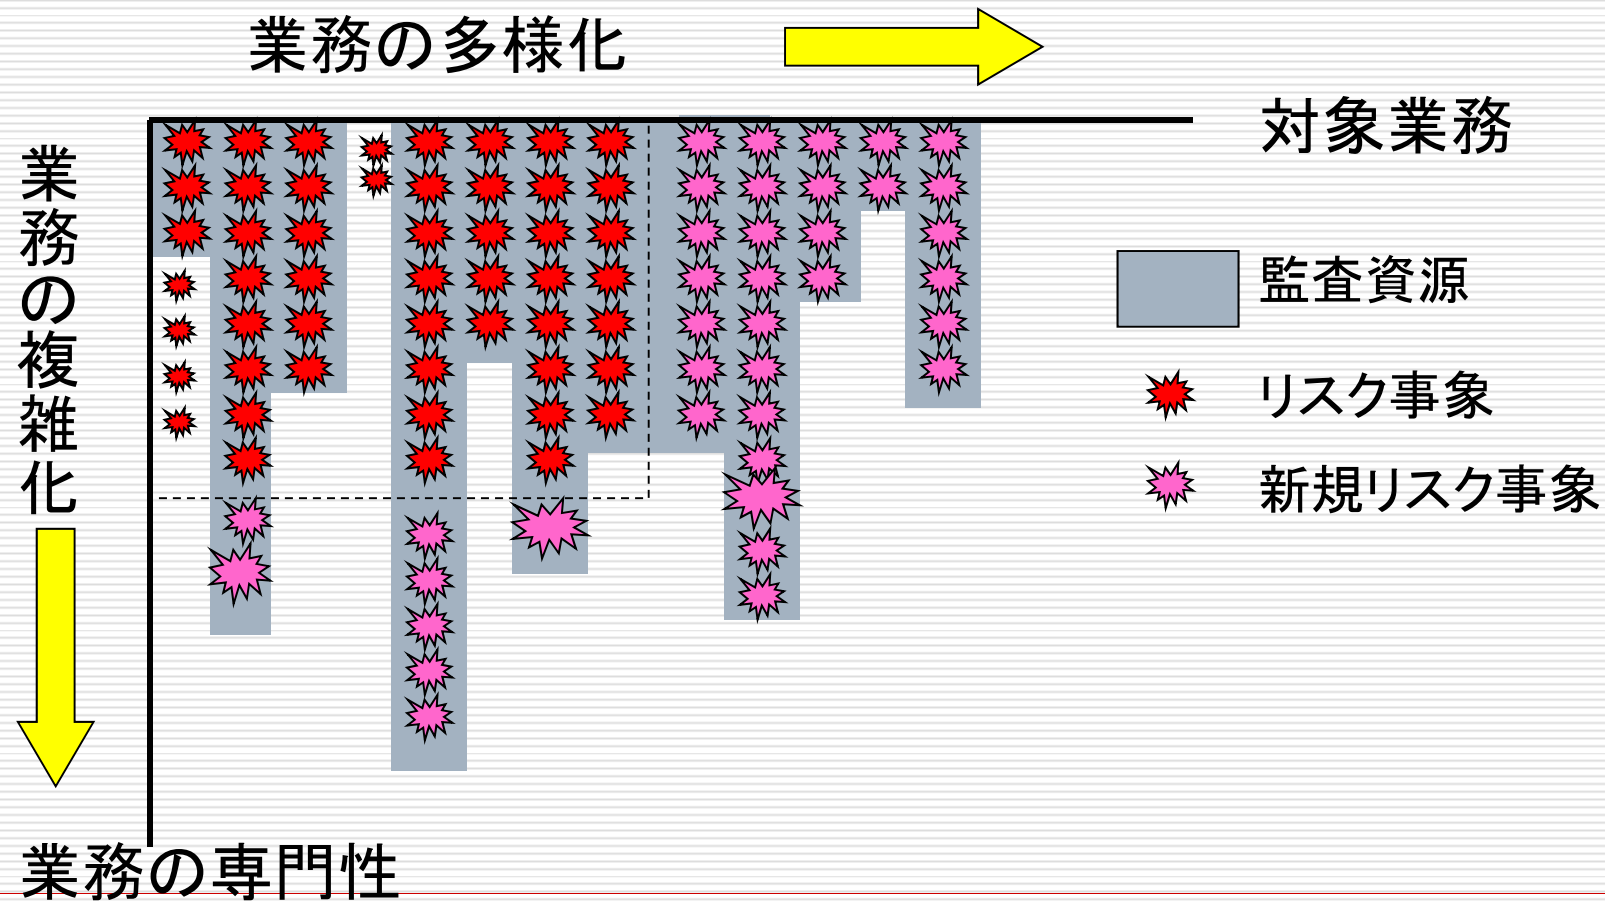 業務の多様化
対象業務
業務の複雑化
監査資源
リスク事象
新規リスク事象
業務の専門性